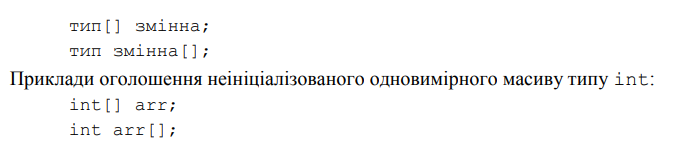 тип[] змінна;
тип змінна[];
Приклади оголошення неініціалізованого одновимірного масиву типу int:
int[] arr;
int arr[];